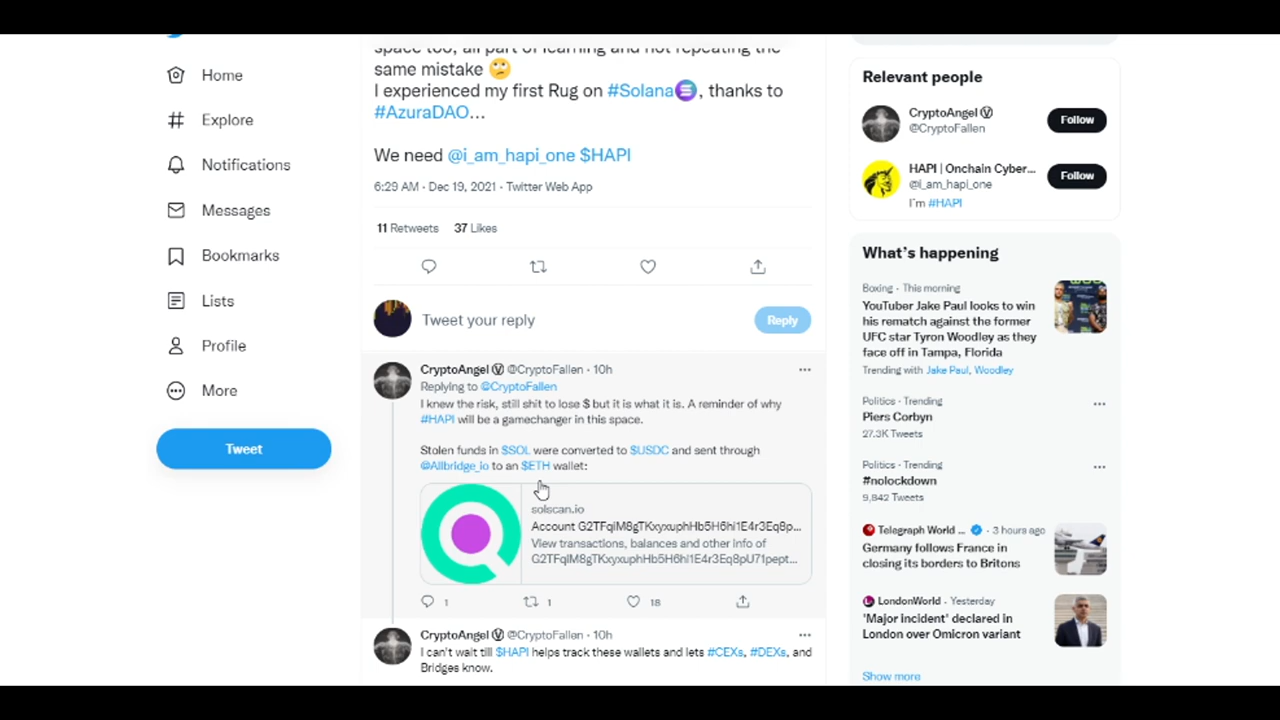 Home
Explore
Notifications
Messages
Bookmarks
Lists
Profile
More
Tweet
space too, all part of learning and not repeating the
same mistake 🙄
I experienced my first Rug on #Solana, thanks to
#AzuraDAO...
We need @i_am_hapi_one $HAPI
6:29 AM · Dec 19, 2021 · Twitter Web App
11 Retweets 37 Likes
Tweet your reply
Reply
CryptoAngel Ⓥ @CryptoFallen · 10h
Replying to @CryptoFallen
I knew the risk, still shit to lose $ but it is what it is. A reminder of why
#HAPI will be a gamechanger in this space.
Stolen funds in $SOL were converted to $USDC and sent through
@Allbridge_io to an $ETH wallet:
solscan.io
View transactions, balances and other info of
1 1 18
CryptoAngel Ⓥ @CryptoFallen · 10h
I can't wait till $HAPI helps track these wallets and lets #CEXs, #DEXs, and
Bridges know.
Relevant people
CryptoAngel Ⓥ
@CryptoFallen
Follow
HAPI | Onchain Cyber...
@i_am_hapi_one
Follow
I`m #HAPI
What's happening
Boxing · This morning
YouTuber Jake Paul looks to win
his rematch against the former
UFC star Tyron Woodley as they
face off in Tampa, Florida
Trending with Jake Paul, Woodley
Politics · Trending
Piers Corbyn
27.3K Tweets
Politics · Trending
#nolockdown
9,842 Tweets
Telegraph World ... · 3 hours ago
Germany follows France in
closing its borders to Britons
LondonWorld · Yesterday
'Major incident' declared in
London over Omicron variant
Show more